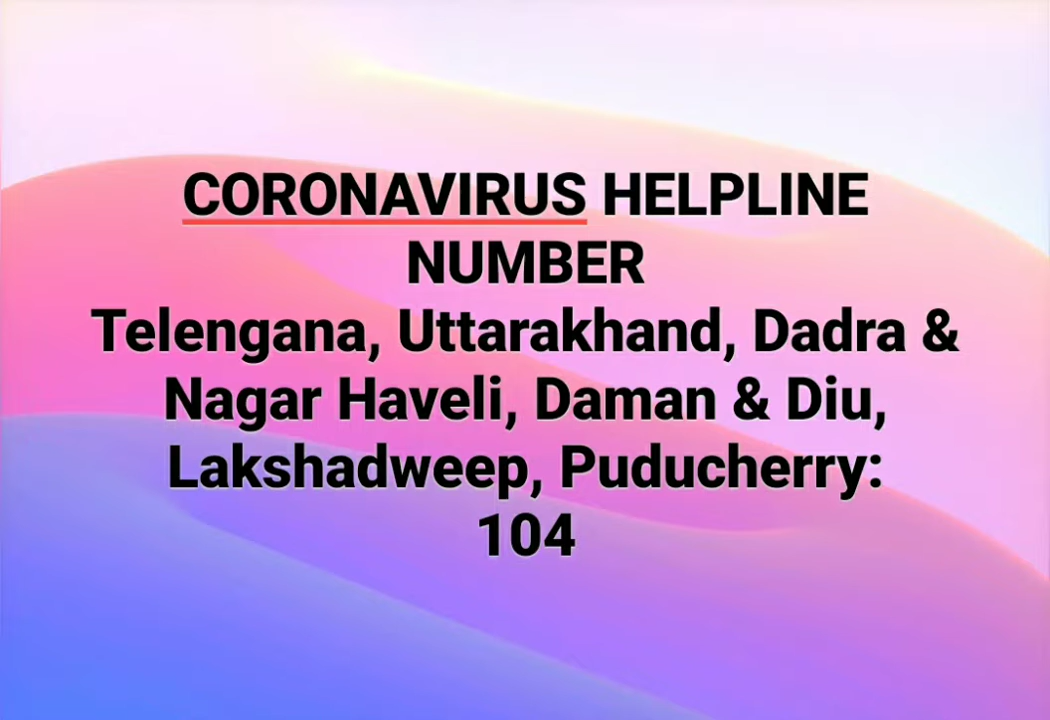 CORONAVIRUS HELPLINE
NUMBER
Telengana, Uttarakhand, Dadra &
Nagar Haveli, Daman & Diu,
Lakshadweep, Puducherry:
104